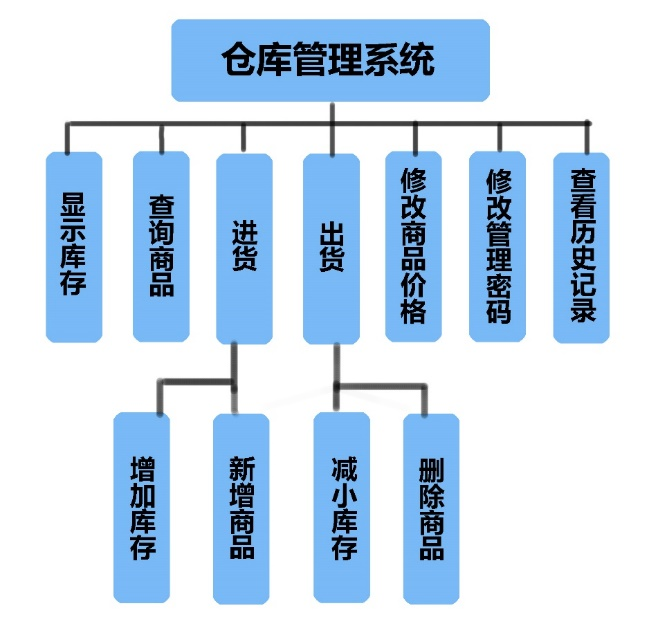 仓库管理系统
显示库存
查询商品
进货
出货
修改商品价格
修改管理密码
查看历史记录
增加库存
新增商品
减小库存
删除商品